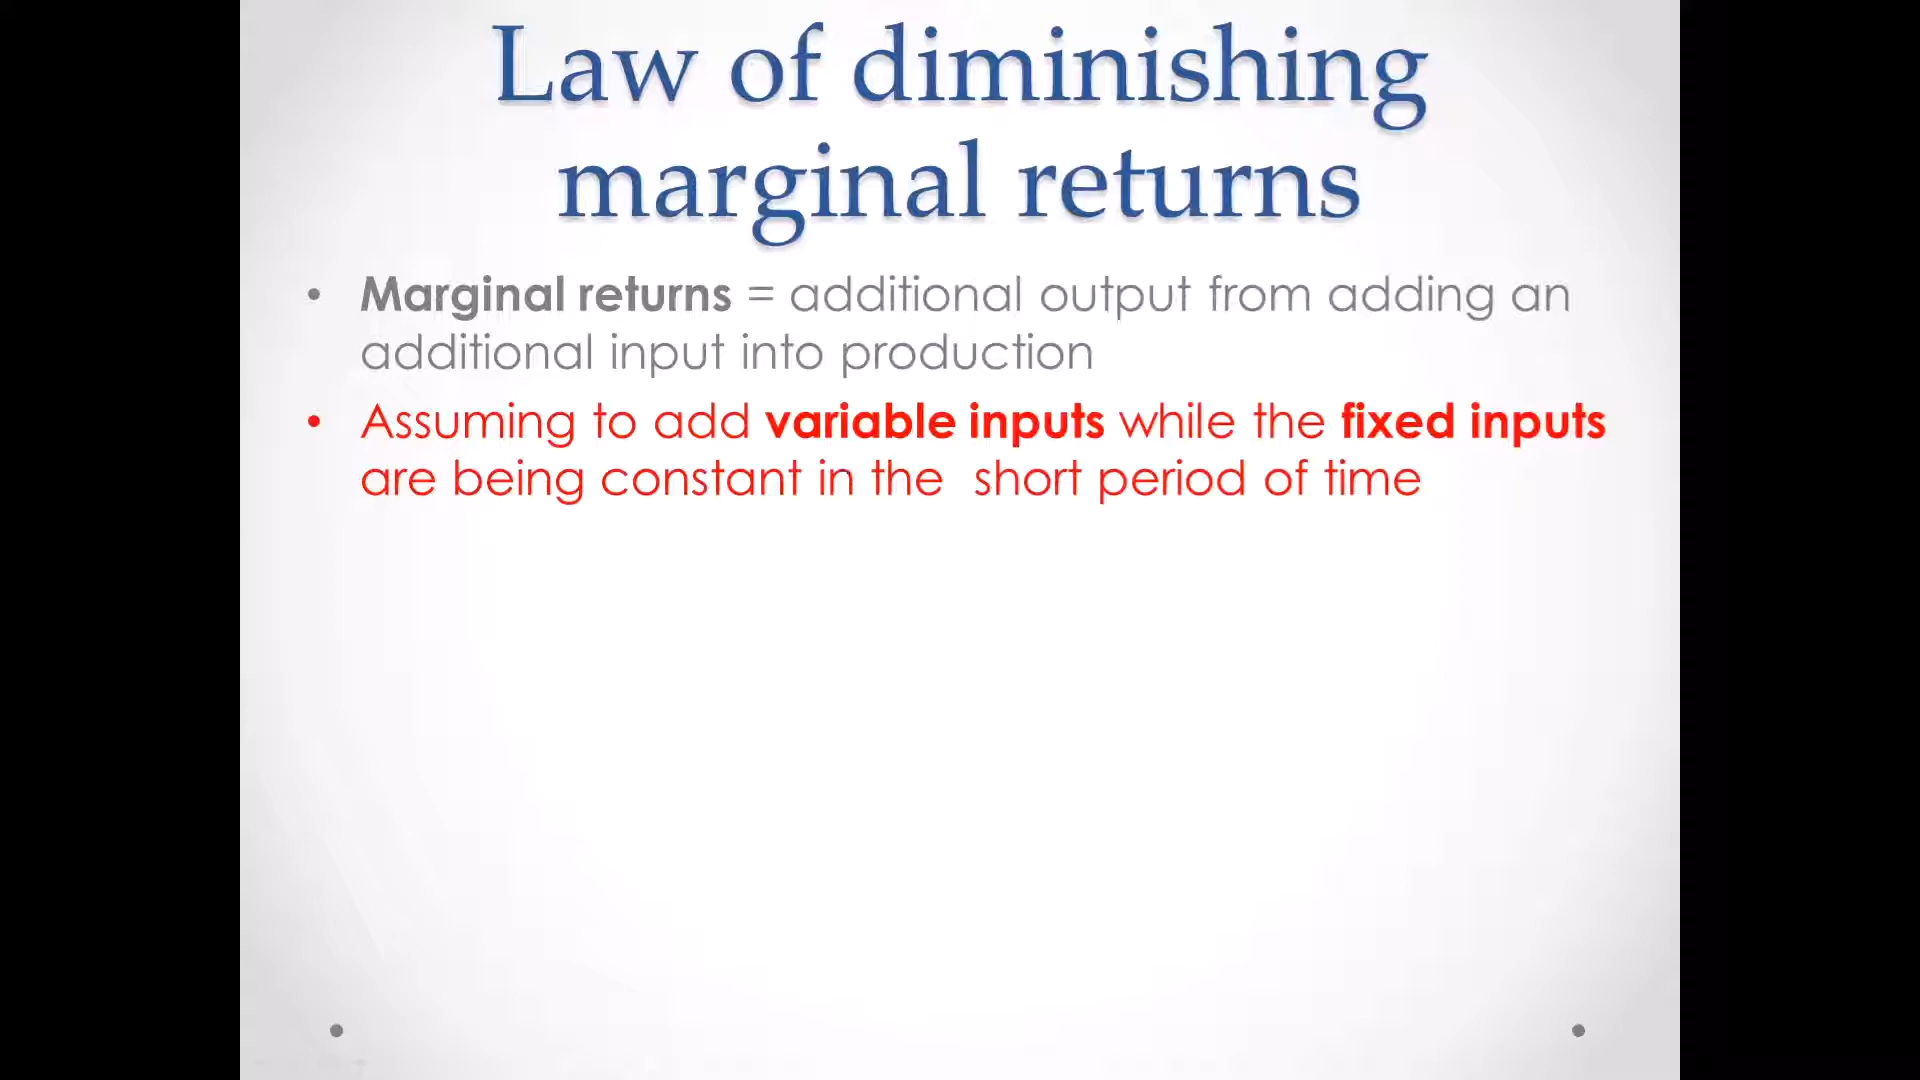 Law of diminishing
marginal returns
• Marginal returns = additional output from adding an
additional input into production
• Assuming to add variable inputs while the fixed inputs
are being constant in the  short period of time